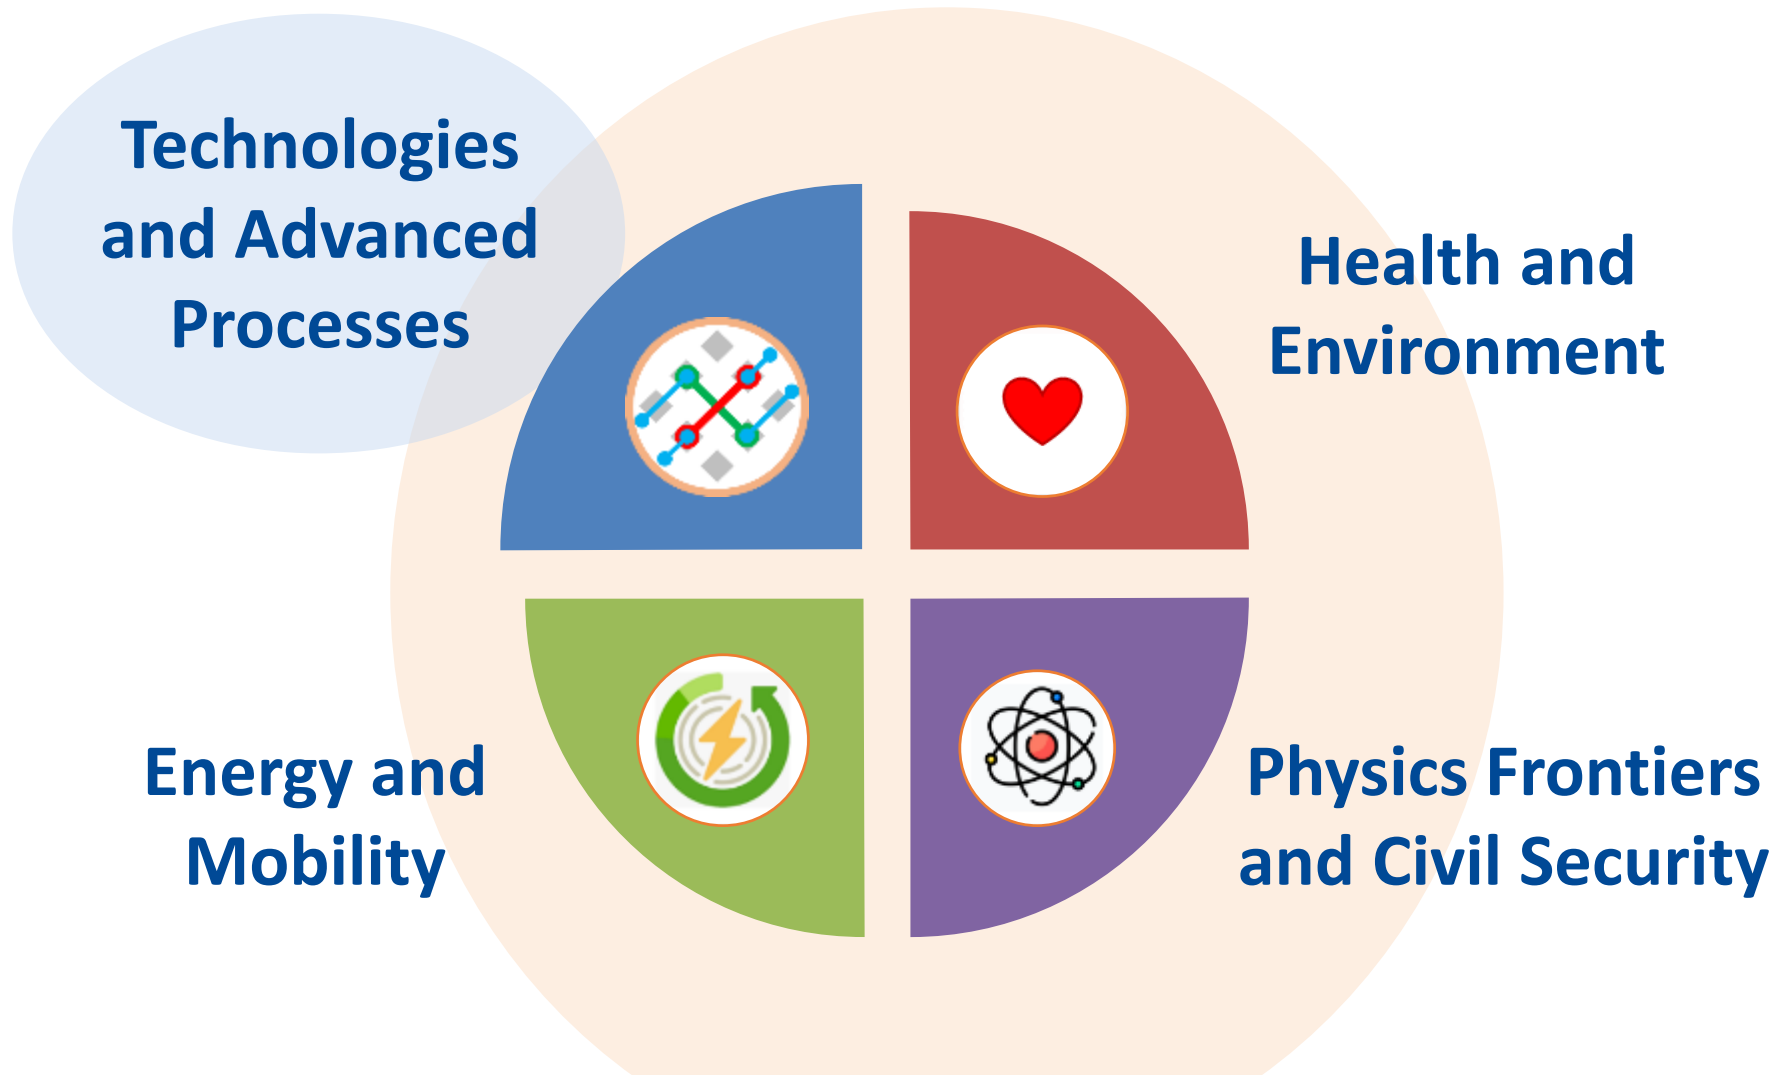 Technologies
and Advanced
Processes
Health and
Environment
Energy and
Mobility
Physics Frontiers
and Civil Security